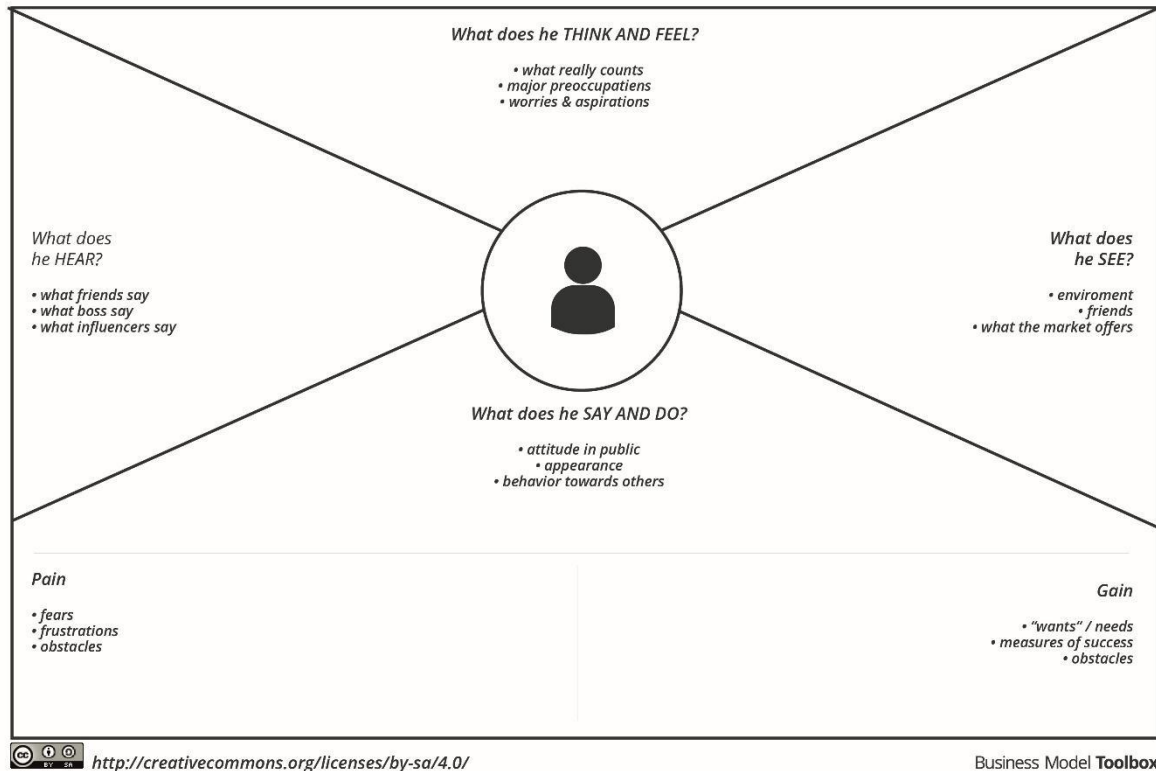 What does he THINK AND FEEL?
• what really counts
• major preoccupatiens
• worries & aspirations
What does
he HEAR?
• what friends say
• what boss say
• what influencers say
What does
he SEE?
• enviroment
• friends
• what the market offers
What does he SAY AND DO?
• attitude in public
• appearance
• behavior towards others
Pain
• fears
• frustrations
• obstacles
Gain
• “wants” / needs
• measures of success
• obstacles
cc BY SA
http://creativecommons.org/licenses/by-sa/4.0/
Business Model Toolbox